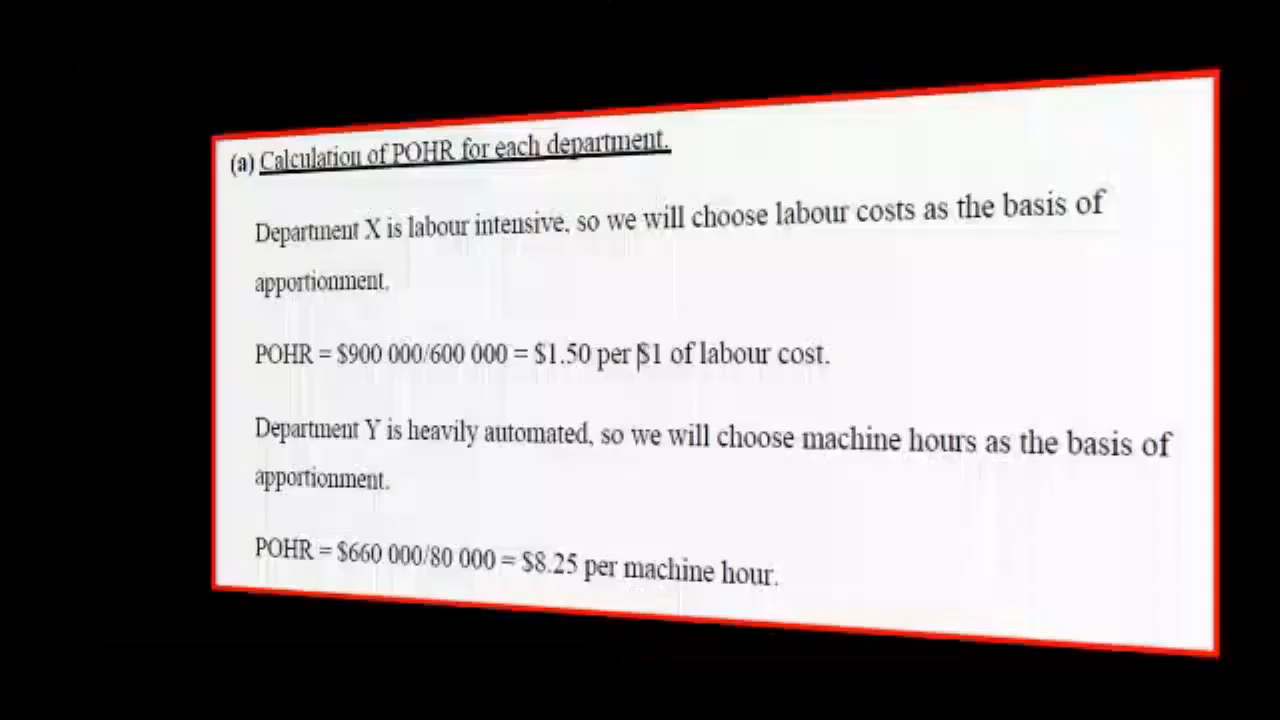 (a) Calculation of POHR for each department.
Department X is labour intensive, so we will choose labour costs as the basis of
apportionment.
POHR = $900 000/600 000 = $1.50 per $1 of labour cost.
Department Y is heavily automated, so we will choose machine hours as the basis of
apportionment.
POHR = $660 000/80 000 = $8.25 per machine hour.